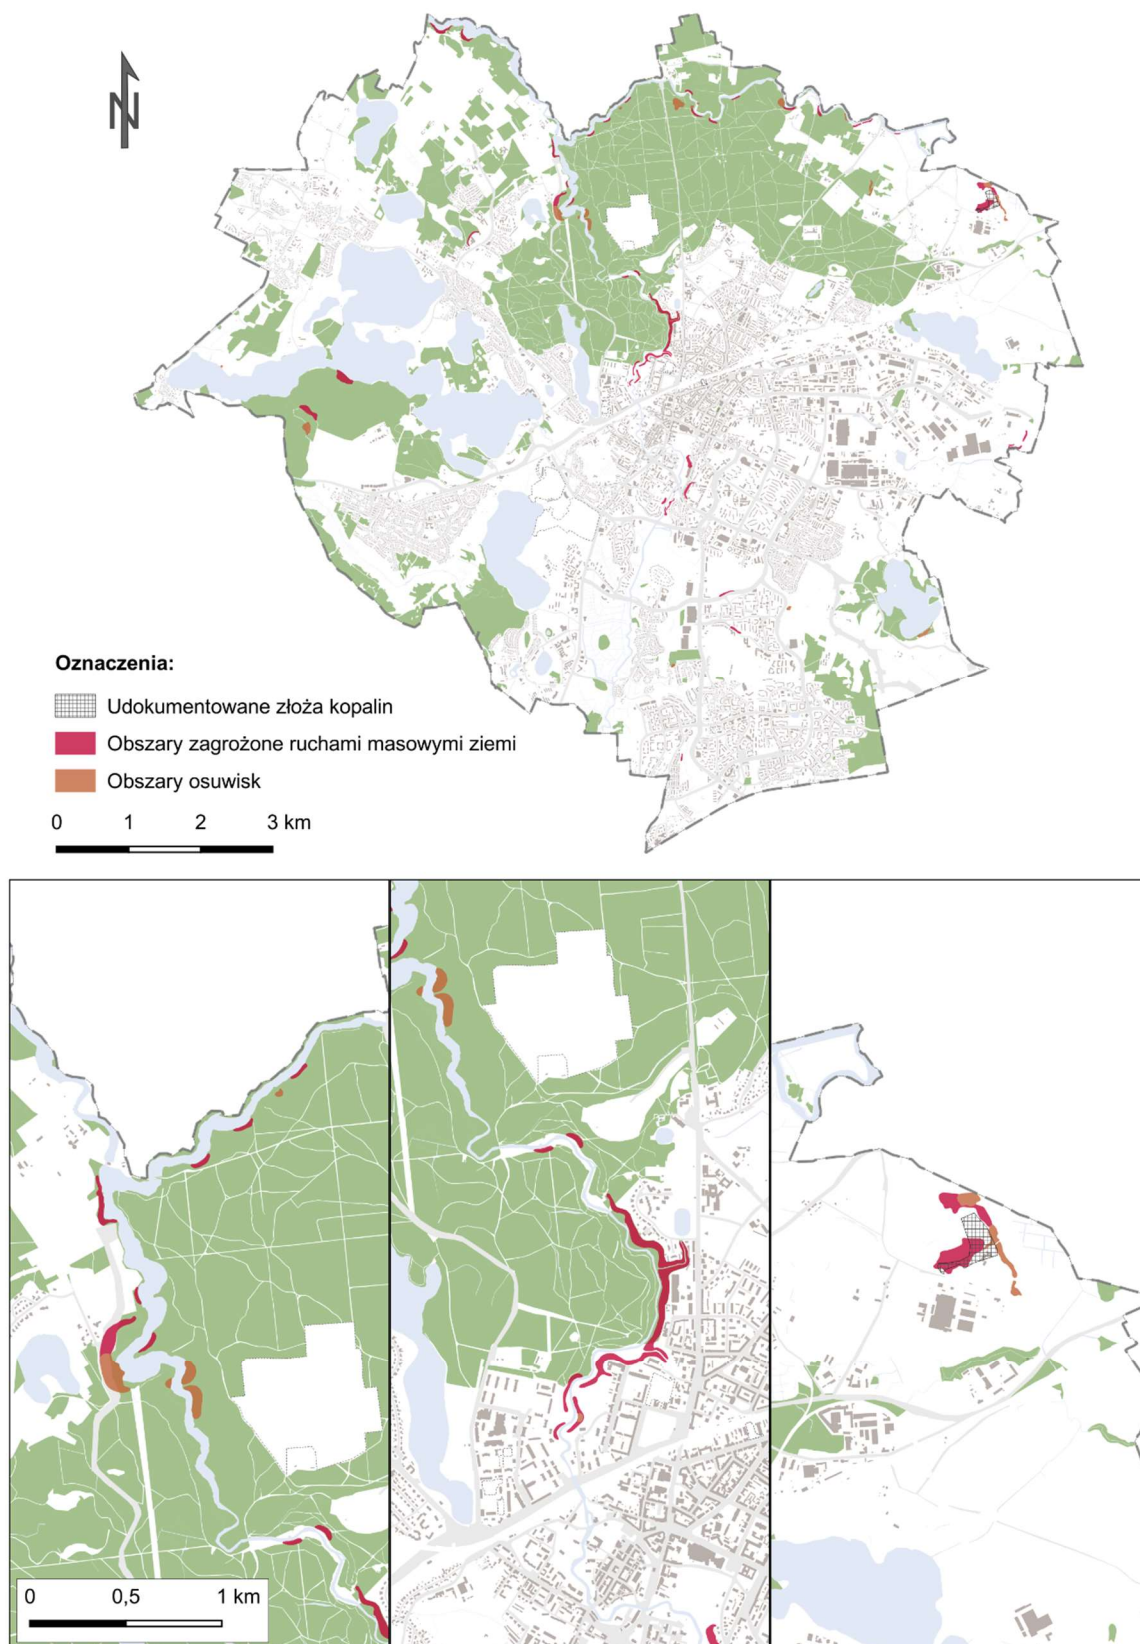 N
Oznaczenia:
Udokumentowane złoża kopalin
Obszary zagrożone ruchami masowymi ziemi
Obszary osuwisk
0 1 2 3 km
0 0,5 1 km